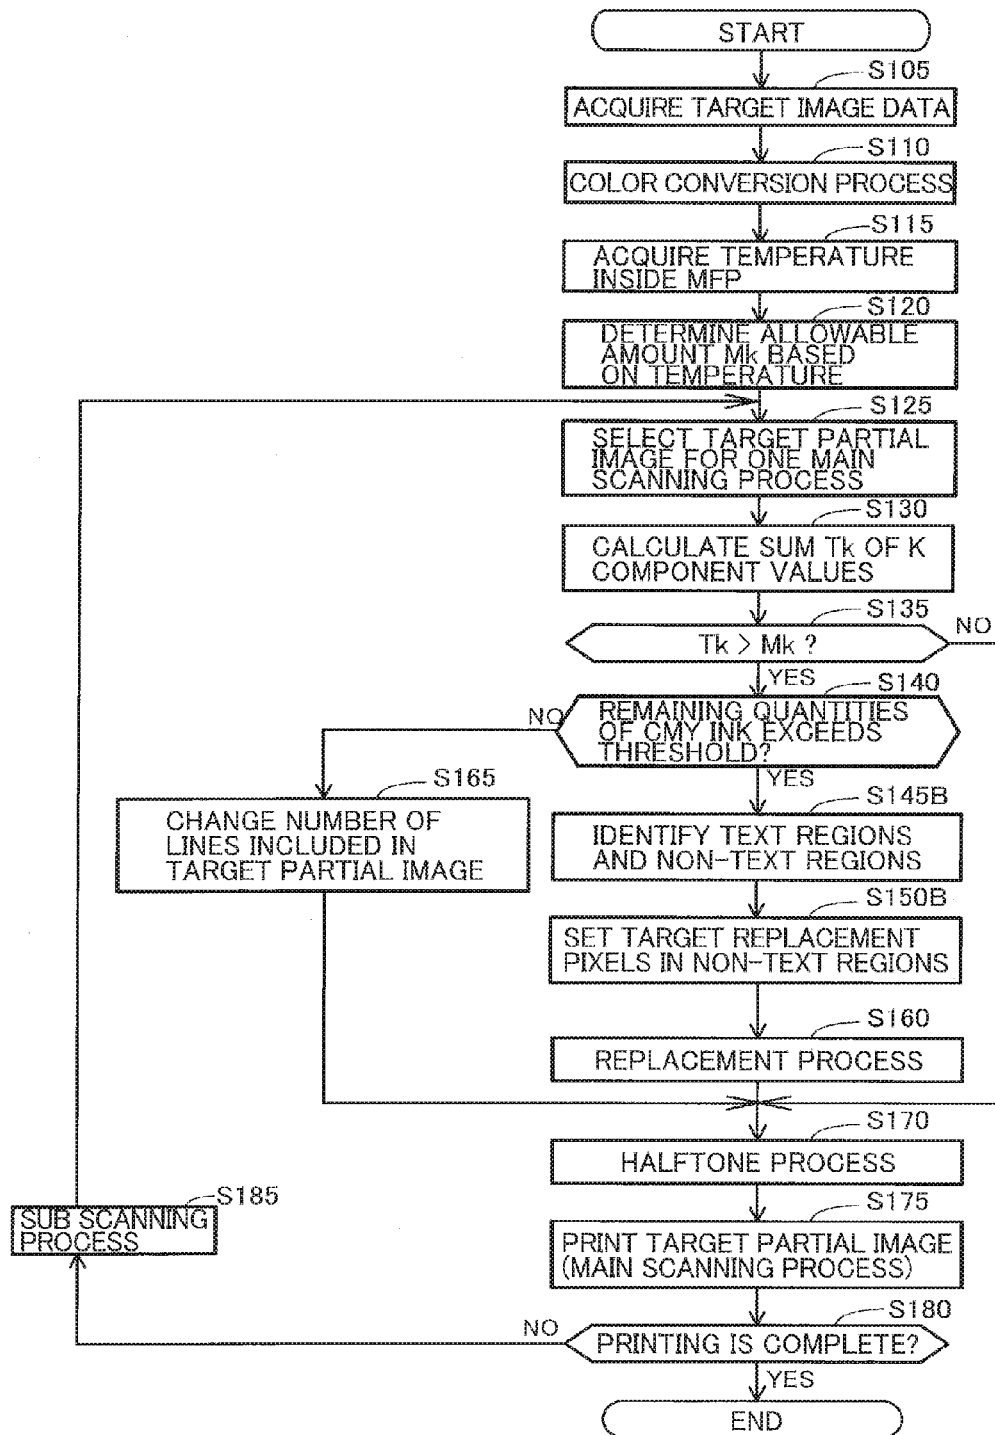 START
S105
ACQUIRE TARGET IMAGE DATA
S110
COLOR CONVERSION PROCESS
S115
ACQUIRE TEMPERATURE
INSIDE MFP
S120
DETERMINE ALLOWABLE
AMOUNT Mk BASED
ON TEMPERATURE
S125
SELECT TARGET PARTIAL
IMAGE FOR ONE MAIN
SCANNING PROCESS
S130
CALCULATE SUM Tk OF K
COMPONENT VALUES
S135
Tk > Mk ?
NO
YES
S140
REMAINING QUANTITIES
OF CMY INK EXCEEDS
THRESHOLD?
NO
YES
S165
CHANGE NUMBER OF
LINES INCLUDED IN
TARGET PARTIAL IMAGE
S145B
IDENTIFY TEXT REGIONS
AND NON-TEXT REGIONS
S150B
SET TARGET REPLACEMENT
PIXELS IN NON-TEXT REGIONS
S160
REPLACEMENT PROCESS
S170
HALFTONE PROCESS
S175
PRINT TARGET PARTIAL IMAGE
(MAIN SCANNING PROCESS)
S185
SUB SCANNING
PROCESS
S180
PRINTING IS COMPLETE?
NO
YES
END